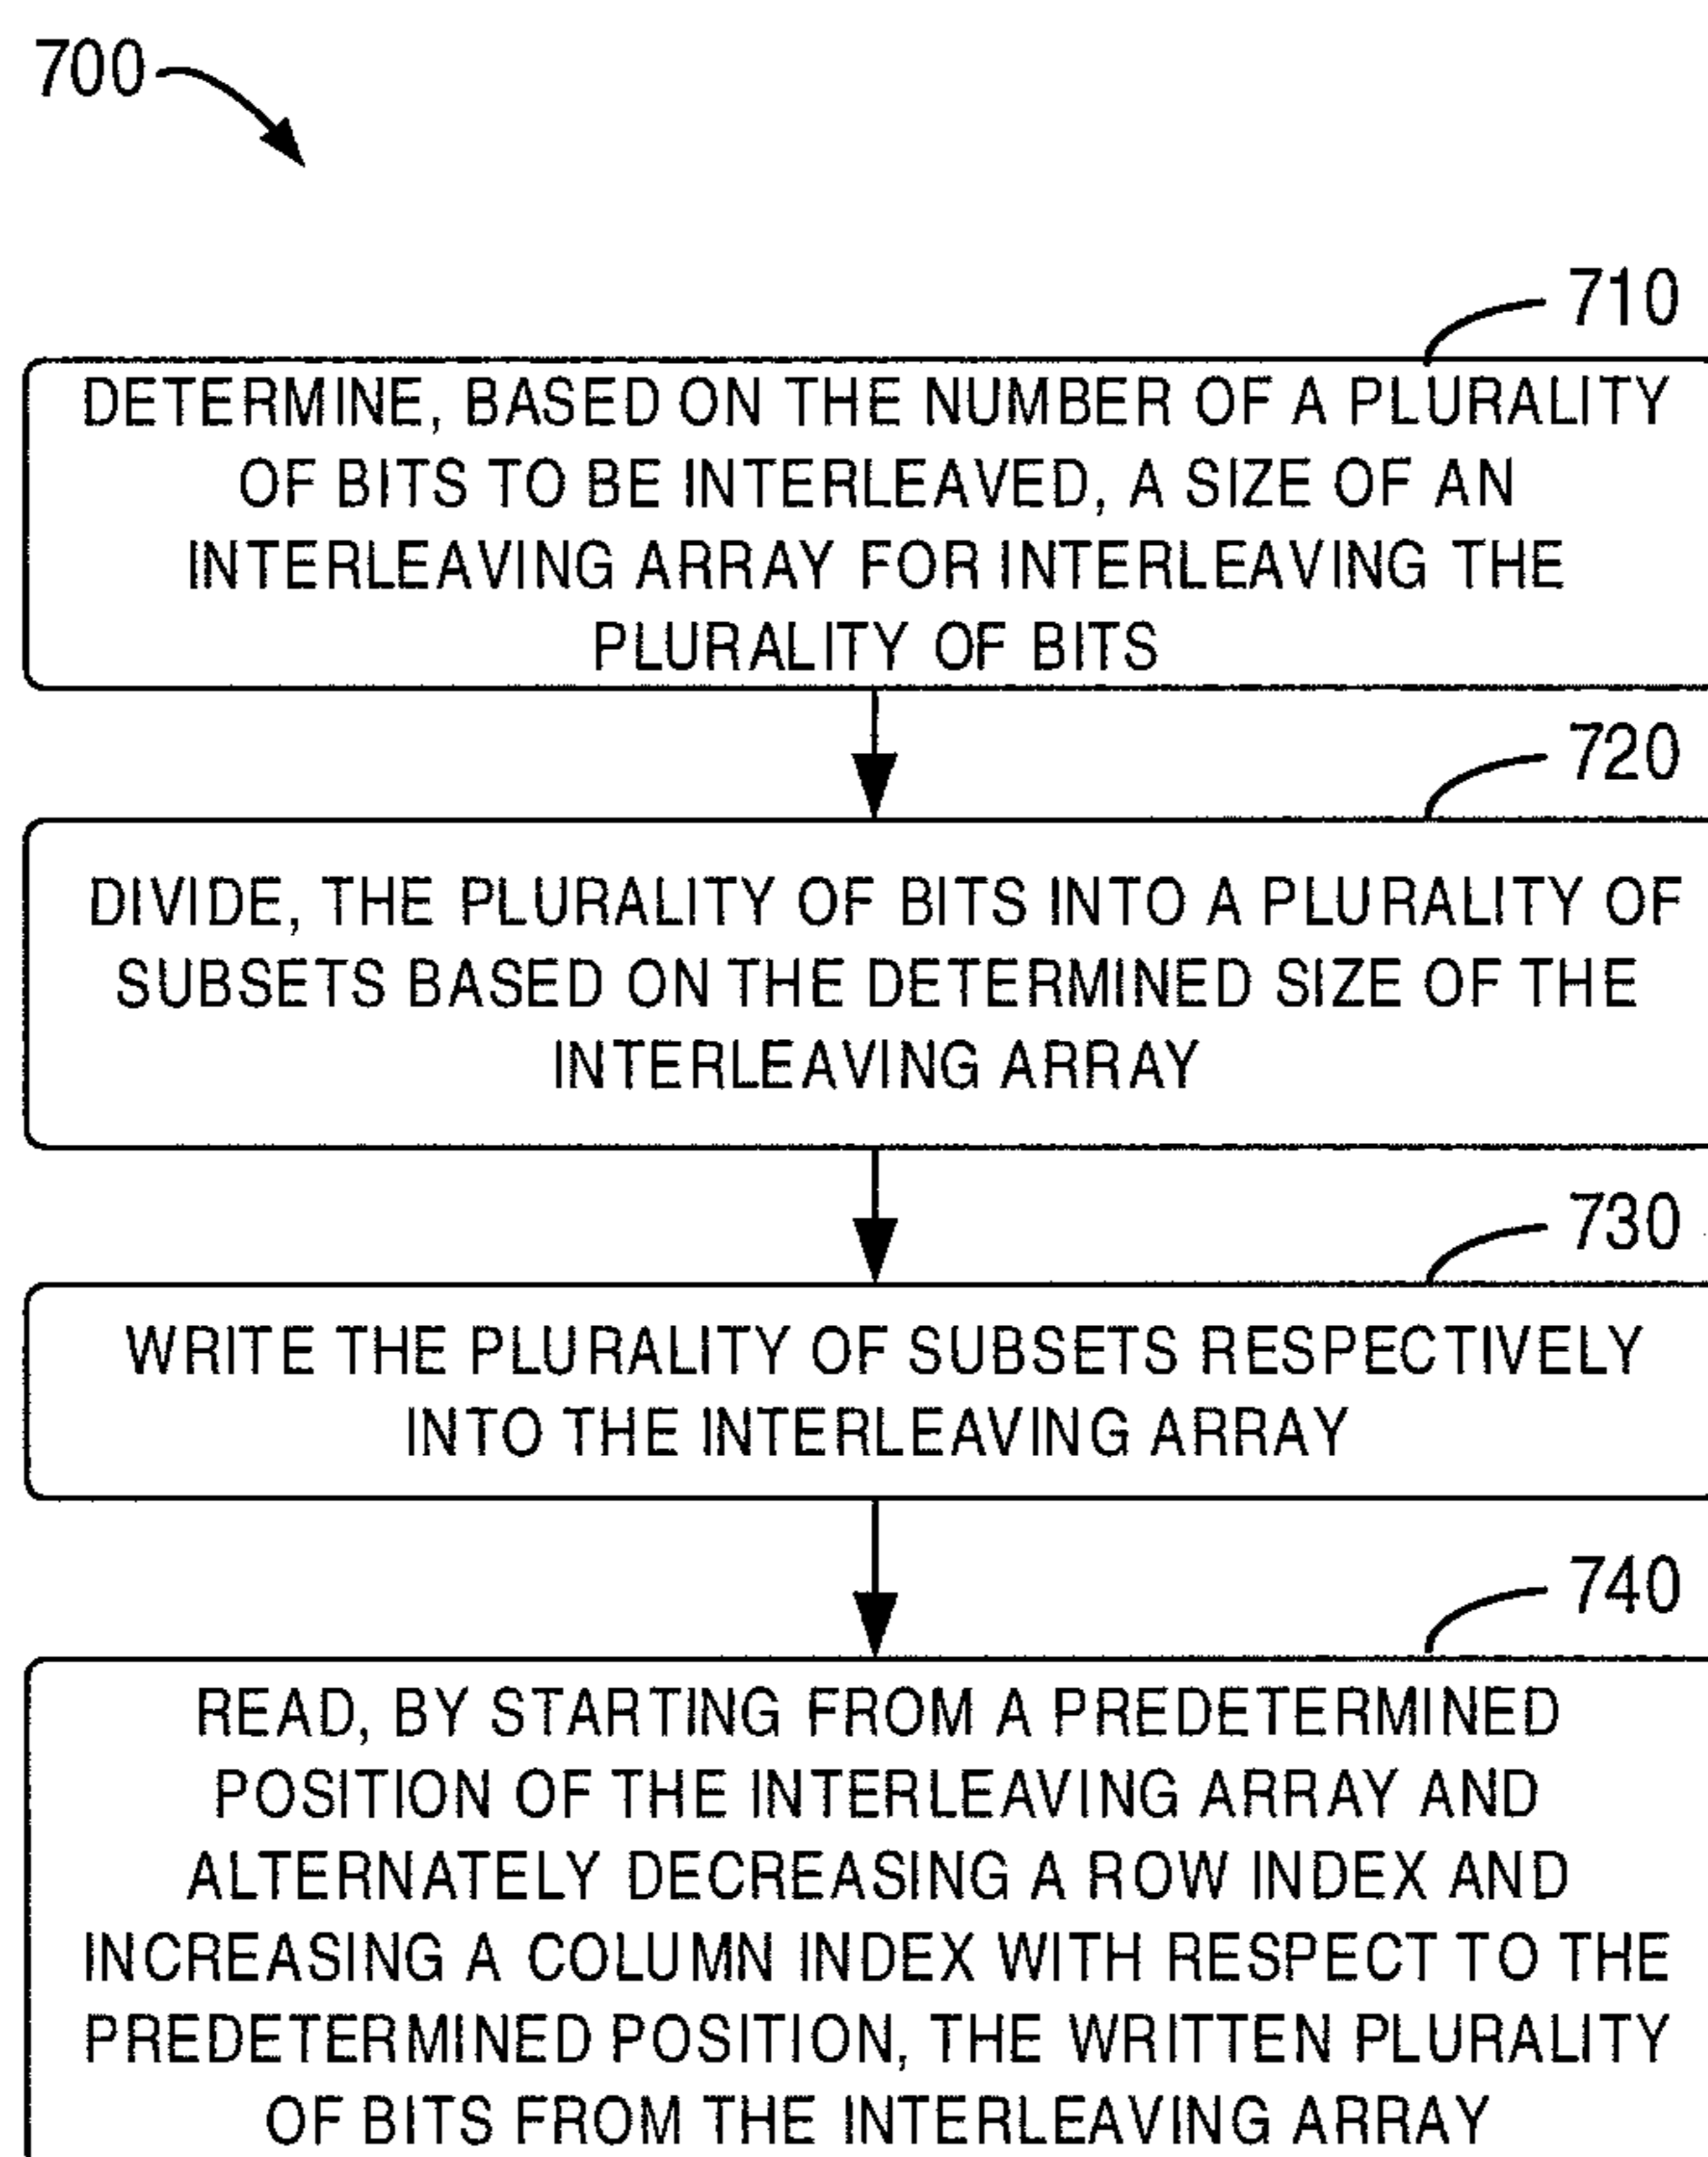 700
710
DETERMINE, BASED ON THE NUMBER OF A PLURALITY
OF BITS TO BE INTERLEAVED, A SIZE OF AN
INTERLEAVING ARRAY FOR INTERLEAVING THE
PLURALITY OF BITS
720
DIVIDE, THE PLURALITY OF BITS INTO A PLURALITY OF
SUBSETS BASED ON THE DETERMINED SIZE OF THE
INTERLEAVING ARRAY
730
WRITE THE PLURALITY OF SUBSETS RESPECTIVELY
INTO THE INTERLEAVING ARRAY
740
READ, BY STARTING FROM A PREDETERMINED
POSITION OF THE INTERLEAVING ARRAY AND
ALTERNATELY DECREASING A ROW INDEX AND
INCREASING A COLUMN INDEX WITH RESPECT TO THE
PREDETERMINED POSITION, THE WRITTEN PLURALITY
OF BITS FROM THE INTERLEAVING ARRAY